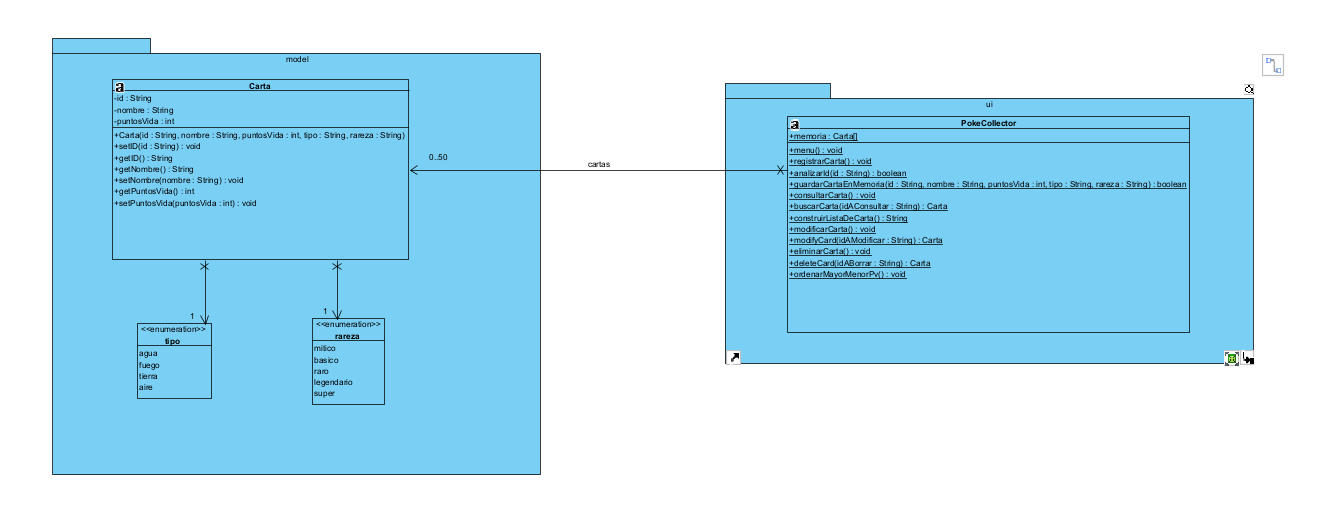 model
Carta
-id : String
-nombre : String
-puntosVida : int
+Carta(id : String, nombre : String, puntosVida : int, tipo : String, rareza : String)
+setID(id : String) : void
+getID() : String
+getNombre() : String
+setNombre(nombre : String) : void
+getPuntosVida() : int
+setPuntosVida(puntosVida : int) : void
1
<<enumeration>>
tipo
agua
fuego
tierra
aire
1
<<enumeration>>
rareza
mitico
basico
raro
legendario
super
0..50
cartas
ui
PokeCollector
+memoria : Carta[]
+menu() : void
+registrarCarta() : void
+analizarId(id : String) : boolean
+guardarCartaEnMemoria(id : String, nombre : String, puntosVida : int, tipo : String, rareza : String) : boolean
+consultarCarta() : void
+buscarCarta(idAConsultar : String) : Carta
+construirListaDeCarta() : String
+modificarCarta() : void
+modifyCard(idAModificar : String) : Carta
+eliminarCarta() : void
+deleteCard(idABorrar : String) : Carta
+ordenarMayorMenorPv() : void